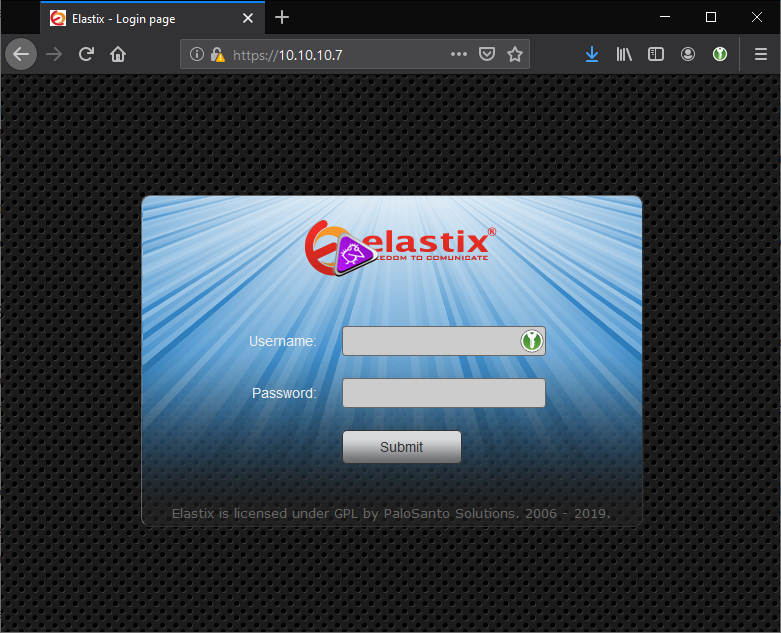 Elastix - Login page
https://10.10.10.7
elastix®
EDOM TO COMUNICATE
Username:
Password:
Submit
Elastix is licensed under GPL by PaloSanto Solutions. 2006 - 2019.